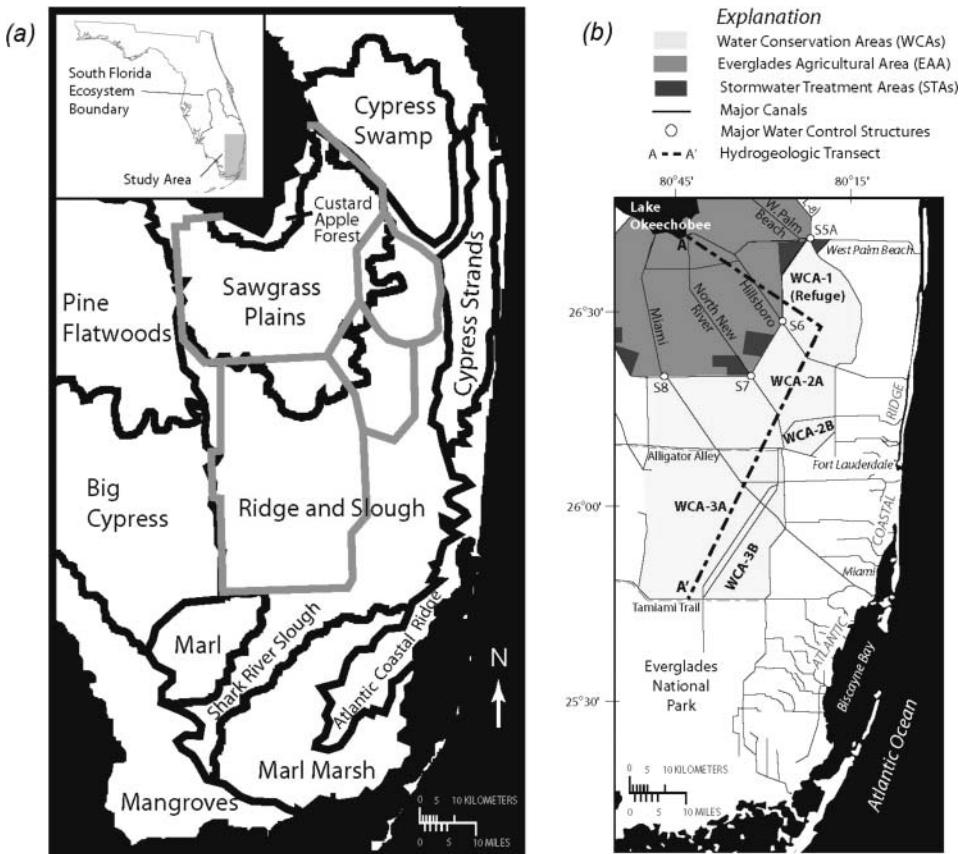 (a)
South Florida
Ecosystem
Boundary
Study Area
Cypress
Swamp
Custard
Apple
Forest
Sawgrass
Plains
Pine
Flatwoods
Cypress Strands
Big
Cypress
Ridge and Slough
Marl
Shark River Slough
Atlantic Coastal Ridge
N
Marl Marsh
Mangroves
0 5 10 KILOMETERS
0 5 10 MILES
(b)
Explanation
Water Conservation Areas (WCAs)
Everglades Agricultural Area (EAA)
Stormwater Treatment Areas (STAs)
Major Canals
Major Water Control Structures
A A' Hydrogeologic Transect
80°45' 80°15'
Lake
Okeechobee
W. Palm
Beach
S5A
West Palm Beach
A
WCA-1
(Refuge)
Hillsboro
North New
River
Miami
26°30'
S6
S8
S7
WCA-2A
RIDGE
WCA-2B
Alligator Alley
Fort Lauderdale
26°00'
WCA-3A
COASTAL
WCA-3B
Miami
A'
Tamiami Trail
ATLANTIC
Everglades
National
Park
Biscayne Bay
25°30'
Atlantic Ocean
0 5 10 KILOMETERS
0 5 10 MILES